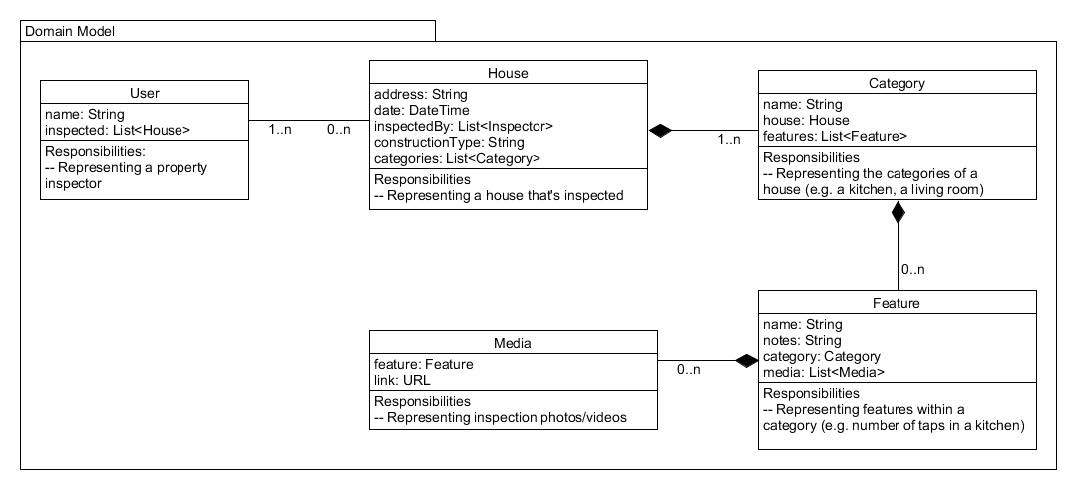 Domain Model
User
name: String
inspected: List<House>
Responsibilities:
-- Representing a property
inspector
1..n
0..n
House
address: String
date: DateTime
inspectedBy: List<Inspector>
constructionType: String
categories: List<Category>
Responsibilities
-- Representing a house that's inspected
1..n
Category
name: String
house: House
features: List<Feature>
Responsibilities
-- Representing the categories of a
house (e.g. a kitchen, a living room)
0..n
Feature
name: String
notes: String
category: Category
media: List<Media>
Responsibilities
-- Representing features within a
category (e.g. number of taps in a kitchen)
0..n
Media
feature: Feature
link: URL
Responsibilities
-- Representing inspection photos/videos